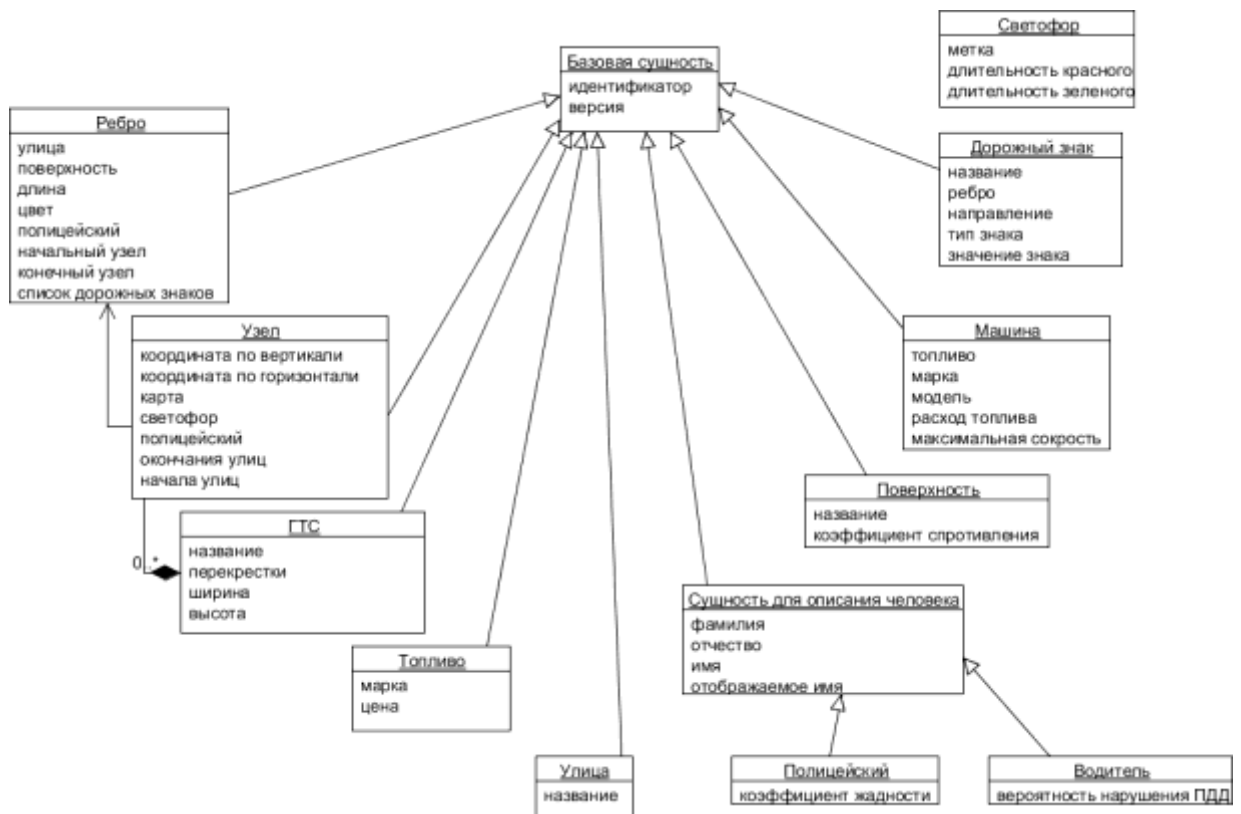 Светофор
метка
длительность красного
длительность зеленого
Базовая сущность
идентификатор
версия
Ребро
улица
поверхность
длина
цвет
полицейский
начальный узел
конечный узел
список дорожных знаков
Дорожный знак
название
ребро
направление
тип знака
значение знака
Узел
координата по вертикали
координата по горизонтали
карта
светофор
полицейский
окончания улиц
начала улиц
Машина
топливо
марка
модель
расход топлива
максимальная сокрость
Поверхность
название
коэффициент спротивления
ГТС
название
перекрестки
ширина
высота
0..*
Сущность для описания человека
фамилия
отчество
имя
отображаемое имя
Топливо
марка
цена
Улица
название
Полицейский
коэффициент жадности
Водитель
вероятность нарушения ПДД